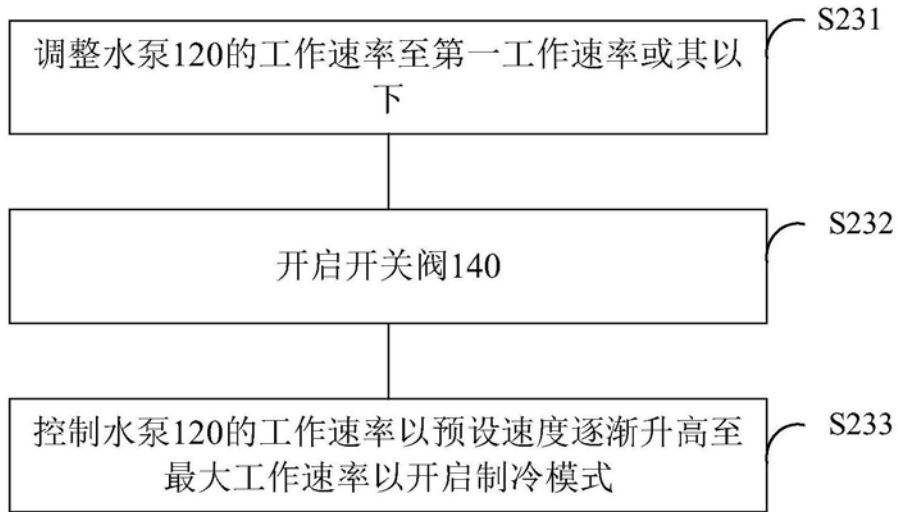 S231
调整水泵120的工作速率至第一工作速率或其以
下
S232
开启开关阀140
S233
控制水泵120的工作速率以预设速度逐渐升高至
最大工作速率以开启制冷模式